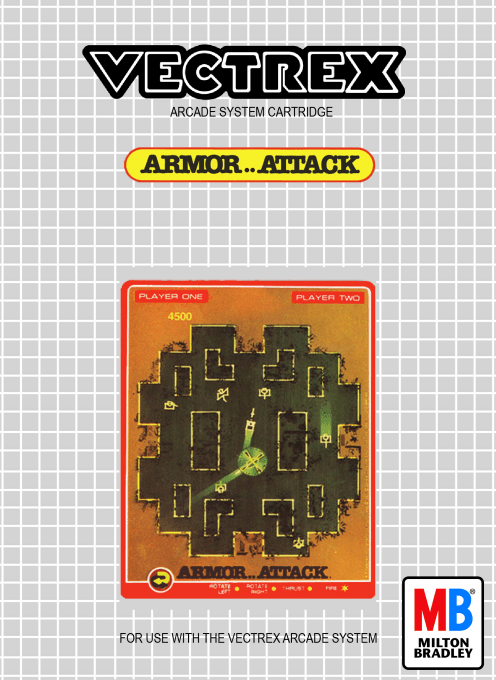 VECTREX
ARCADE SYSTEM CARTRIDGE
ARMOR .. ATTACK
PLAYER ONE PLAYER TWO
4500
ARMOR... ATTACK
ROTATE LEFT ROTATE RIGHT THRUST FIRE
FOR USE WITH THE VECTREX ARCADE SYSTEM
MB®
MILTON
BRADLEY